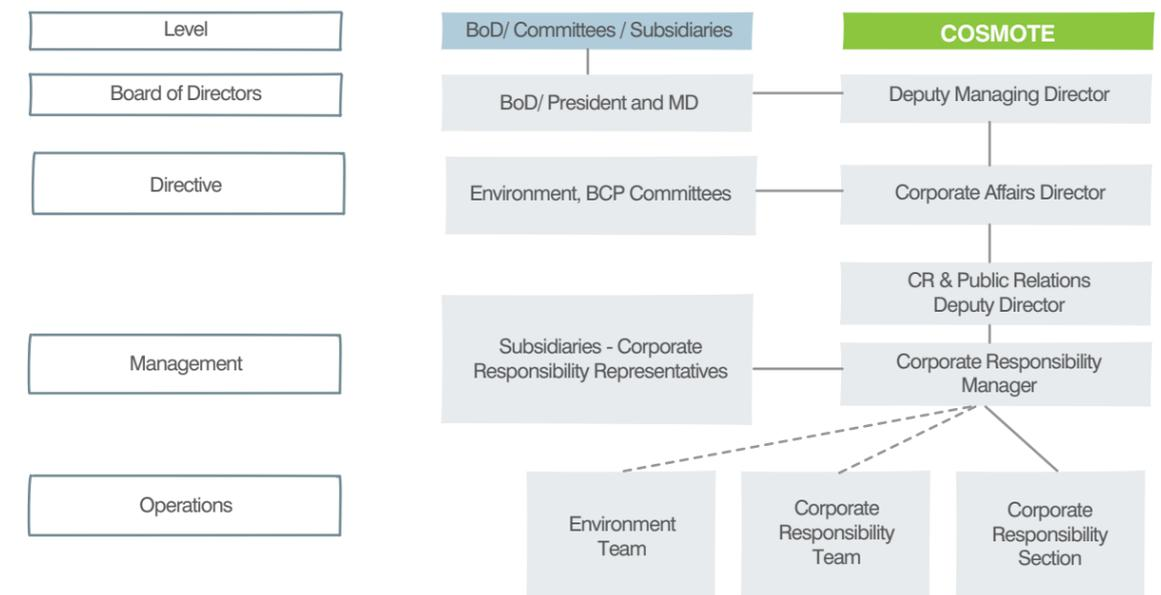 Level
BoD/ Committees / Subsidiaries
COSMOTE
Board of Directors
BoD/ President and MD
Deputy Managing Director
Directive
Environment, BCP Committees
Corporate Affairs Director
CR & Public Relations
Deputy Director
Management
Subsidiaries - Corporate
Responsibility Representatives
Corporate Responsibility
Manager
Operations
Environment
Team
Corporate
Responsibility
Team
Corporate
Responsibility
Section